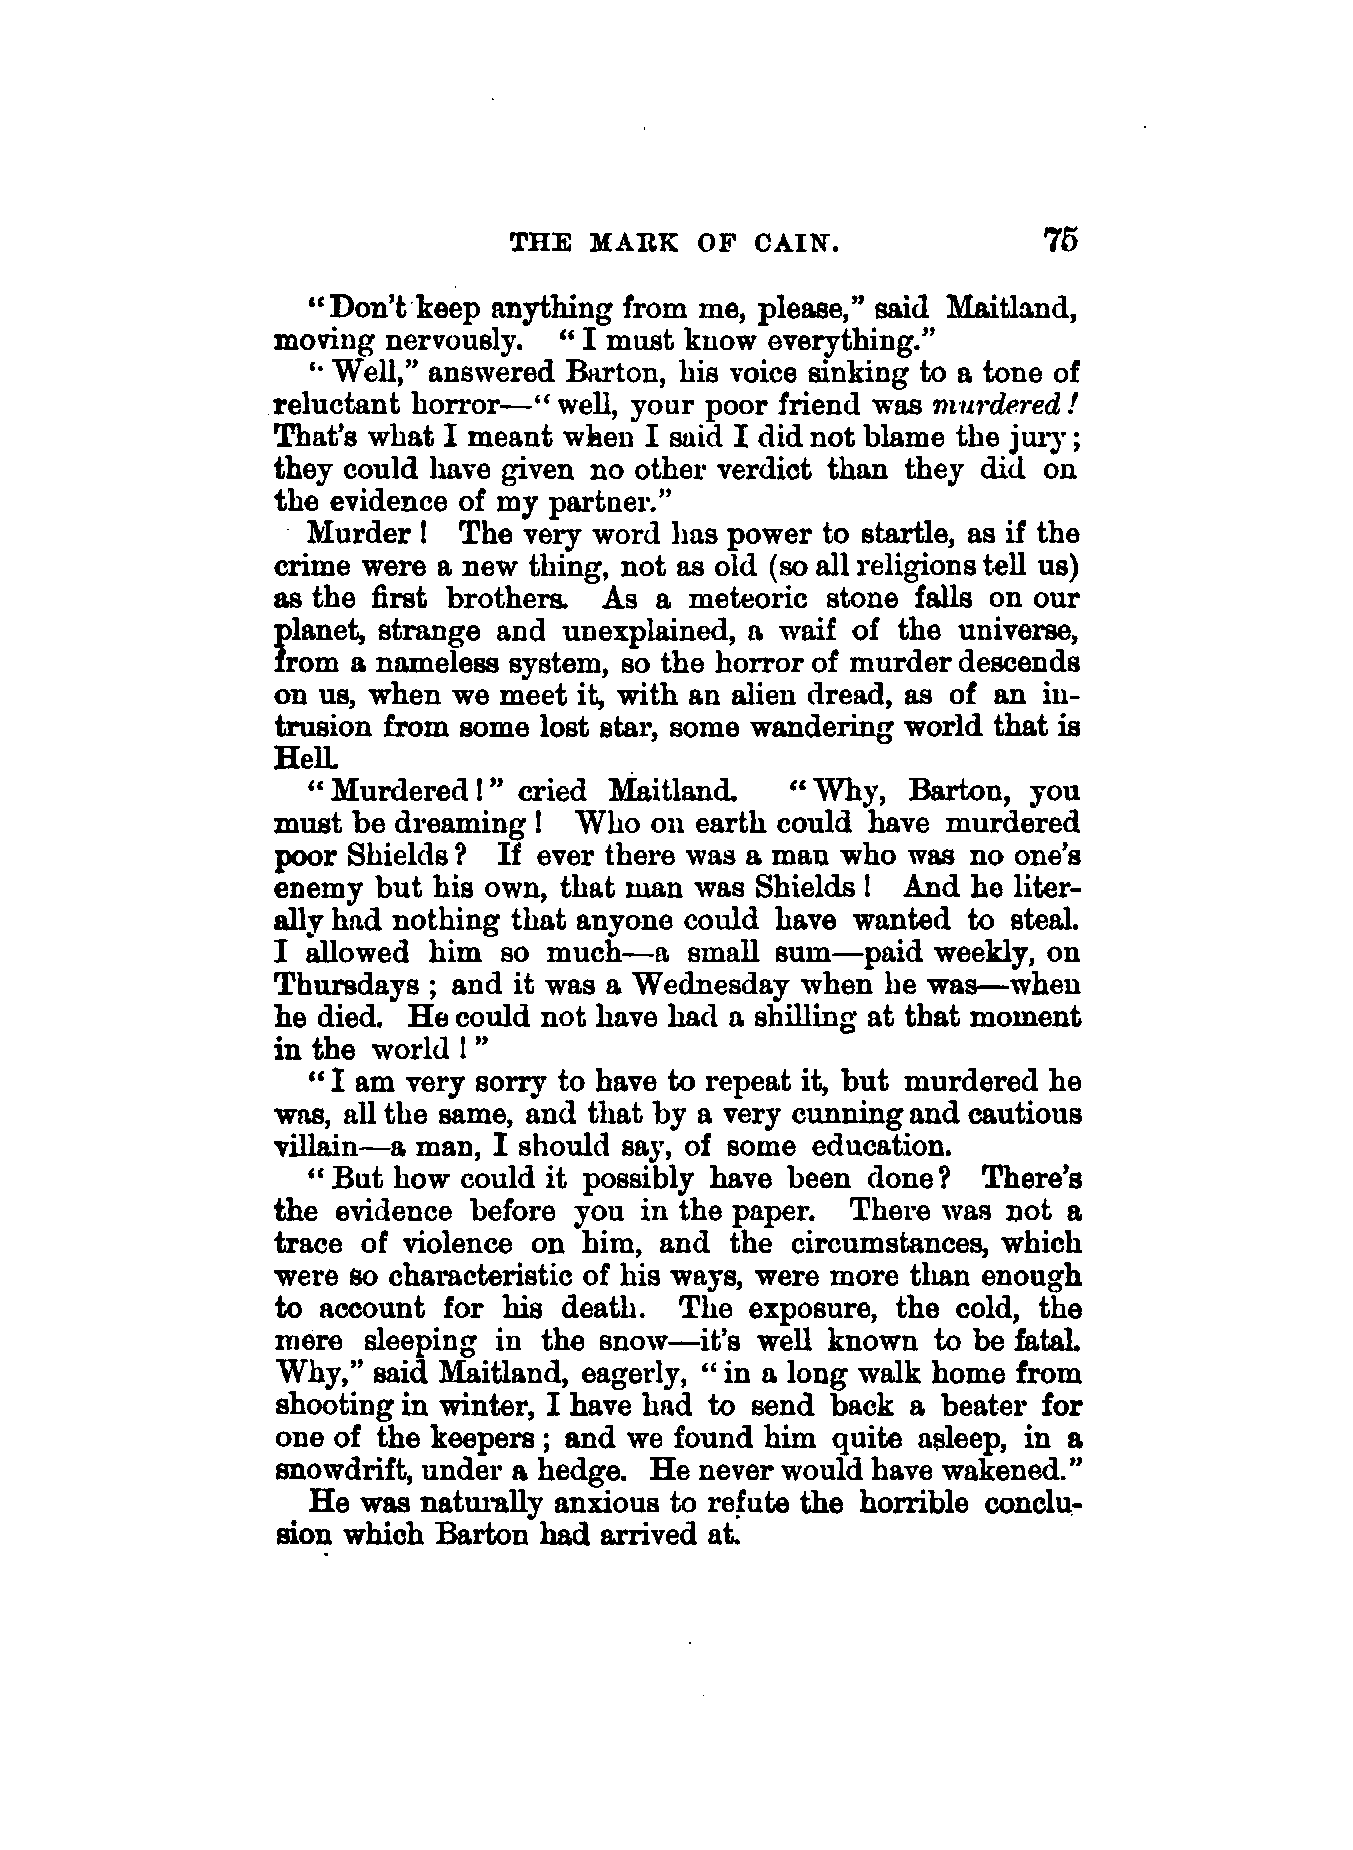 THE MARK OF CAIN. 75
"Don't keep anything from me, please," said Maitland,
moving nervously. "I must know everything."
"Well," answered Barton, his voice sinking to a tone of
reluctant horror—"well, your poor friend was murdered!
That's what I meant when I said I did not blame the jury;
they could have given no other verdict than they did on
the evidence of my partner."
Murder! The very word has power to startle, as if the
crime were a new thing, not as old (so all religions tell us)
as the first brothers. As a meteoric stone falls on our
planet, strange and unexplained, a waif of the universe,
from a nameless system, so the horror of murder descends
on us, when we meet it, with an alien dread, as of an in-
trusion from some lost star, some wandering world that is
Hell.
"Murdered!" cried Maitland. "Why, Barton, you
must be dreaming! Who on earth could have murdered
poor Shields? If ever there was a man who was no one's
enemy but his own, that man was Shields! And he liter-
ally had nothing that anyone could have wanted to steal.
I allowed him so much—a small sum—paid weekly, on
Thursdays; and it was a Wednesday when he was—when
he died. He could not have had a shilling at that moment
in the world!"
"I am very sorry to have to repeat it, but murdered he
was, all the same, and that by a very cunning and cautious
villain—a man, I should say, of some education.
"But how could it possibly have been done? There's
the evidence before you in the paper. There was not a
trace of violence on him, and the circumstances, which
were so characteristic of his ways, were more than enough
to account for his death. The exposure, the cold, the
mere sleeping in the snow—it's well known to be fatal.
Why," said Maitland, eagerly, "in a long walk home from
shooting in winter, I have had to send back a beater for
one of the keepers; and we found him quite asleep, in a
snowdrift, under a hedge. He never would have wakened."
He was naturally anxious to refute the horrible conclu-
sion which Barton had arrived at.